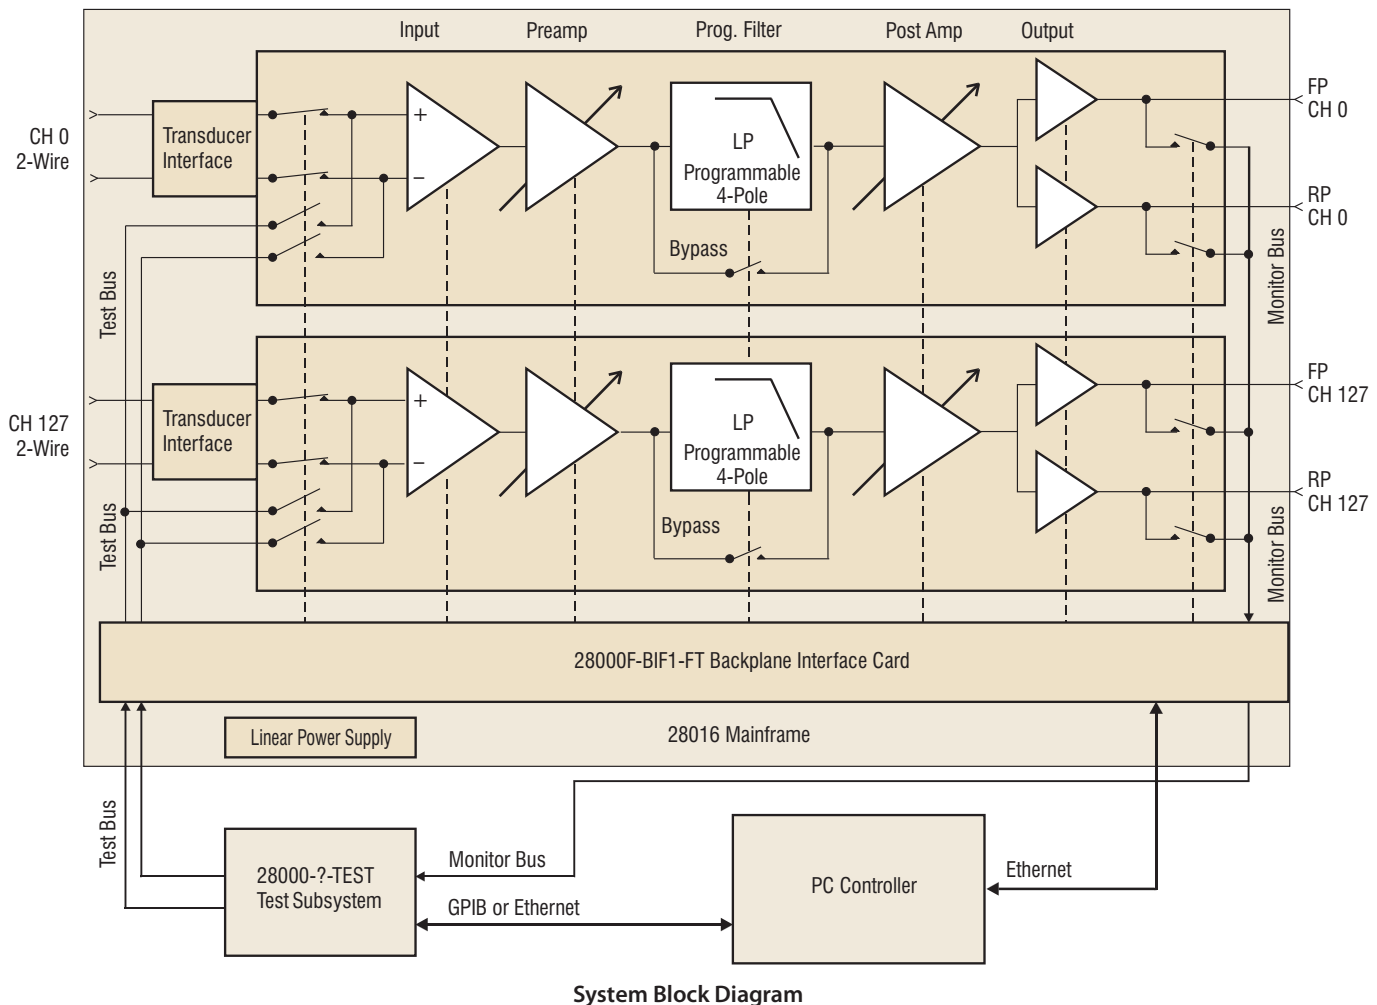 Input
Preamp
Prog. Filter
Post Amp
Output
CH 0
2-Wire
Transducer
Interface
+
−
LP
Programmable
4-Pole
Bypass
FP
CH 0
RP
CH 0
Test Bus
Monitor Bus
CH 127
2-Wire
Transducer
Interface
+
−
LP
Programmable
4-Pole
Bypass
FP
CH 127
RP
CH 127
Test Bus
Monitor Bus
28000F-BIF1-FT Backplane Interface Card
Linear Power Supply
28016 Mainframe
Test Bus
28000-?-TEST
Test Subsystem
Monitor Bus
GPIB or Ethernet
PC Controller
Ethernet
System Block Diagram